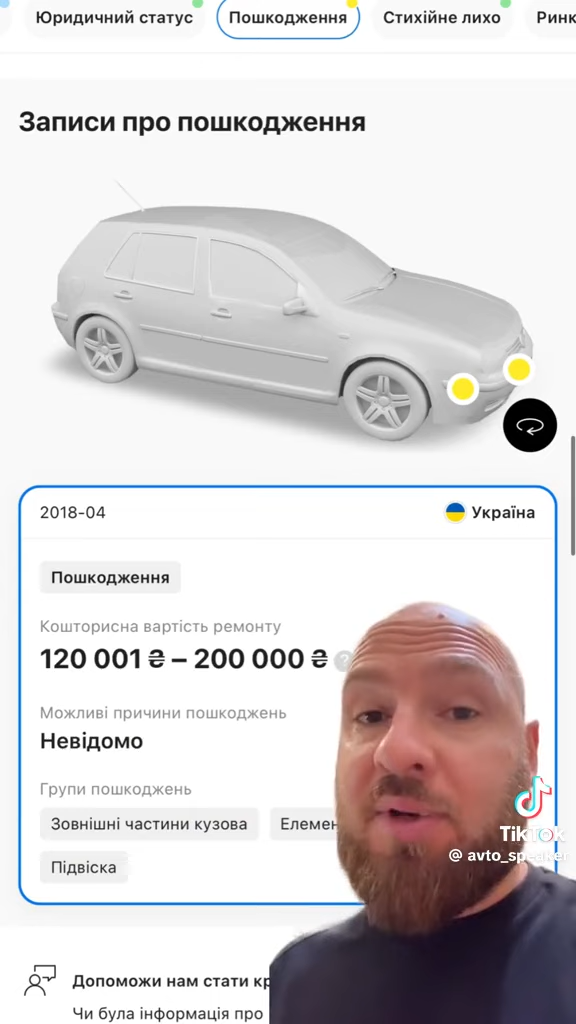 Юридичний статус
Пошкодження
Стихійне лихо
Записи про пошкодження
2018-04
Україна
Пошкодження
Кошторисна вартість ремонту
120 001 ₴ – 200 000 ₴ ?
Можливі причини пошкоджень
Невідомо
Групи пошкоджень
Зовнішні частини кузова
Підвіска
TikTok
@ avto_speaker
Допоможи нам стати
Чи була інформація про